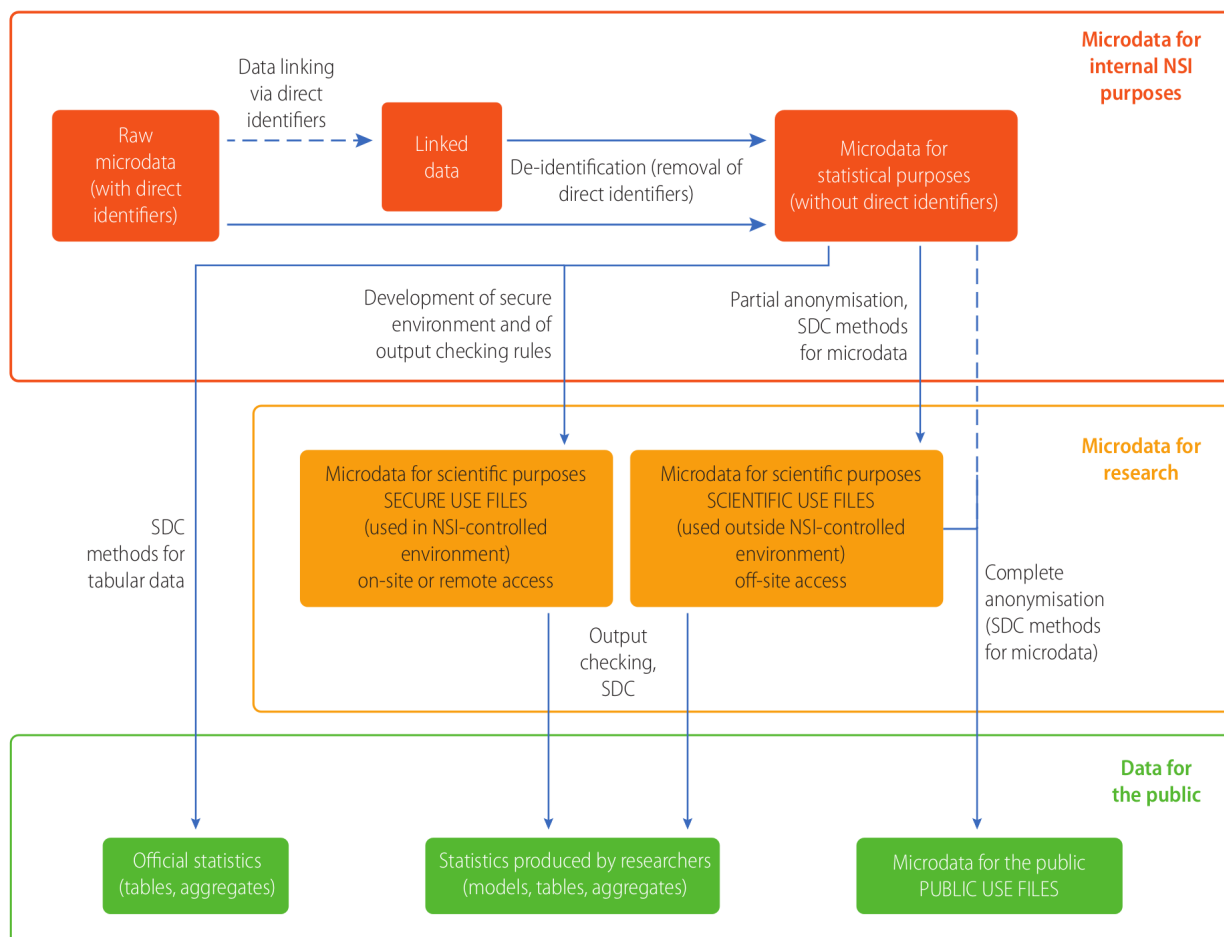 Microdata for
internal NSI
purposes
Data linking
via direct
identifiers
Raw
microdata
(with direct
identifiers)
Linked
data
De-identification (removal of
direct identifiers)
Microdata for
statistical purposes
(without direct identifiers)
Development of secure
environment and of
output checking rules
Partial anonymisation,
SDC methods
for microdata
Microdata for
research
Microdata for scientific purposes
SECURE USE FILES
(used in NSI-controlled
environment)
on-site or remote access
Microdata for scientific purposes
SCIENTIFIC USE FILES
(used outside NSI-controlled
environment)
off-site access
SDC
methods for
tabular data
Complete
anonymisation
(SDC methods
for microdata)
Output
checking,
SDC
Data for
the public
Official statistics
(tables, aggregates)
Statistics produced by researchers
(models, tables, aggregates)
Microdata for the public
PUBLIC USE FILES